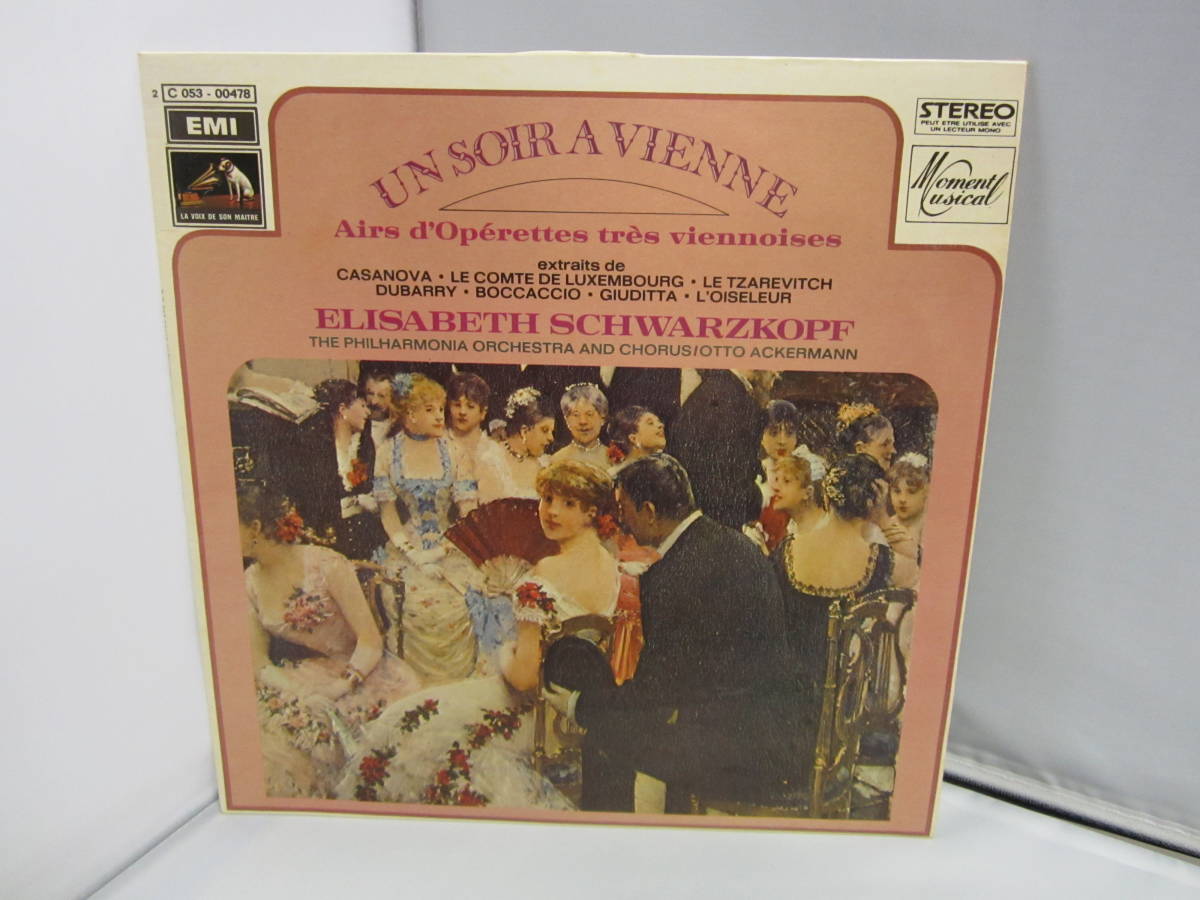 2 C 053 - 00478
EMI
LA VOIX DE SON MAITRE
STEREO
PEUT ETRE UTILISE AVEC
UN LECTEUR MONO
Moment
Musical
UN SOIR A VIENNE
Airs d'Opérettes très viennoises
extraits de
CASANOVA • LE COMTE DE LUXEMBOURG • LE TZAREVITCH
DUBARRY • BOCCACCIO • GIUDITTA • L'OISELEUR
ELISABETH SCHWARZKOPF
THE PHILHARMONIA ORCHESTRA AND CHORUS/OTTO ACKERMANN